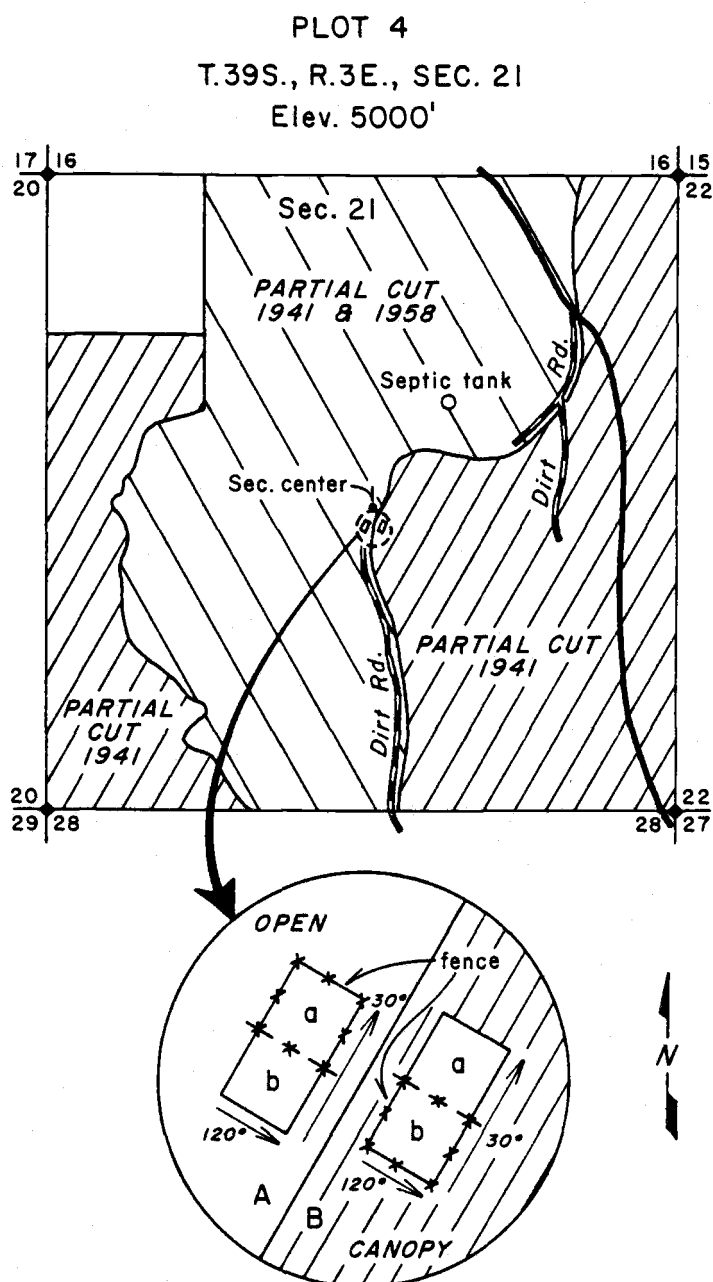 PLOT 4
T.39S., R.3E., SEC. 21
Elev. 5000'
17 16
20
16 15
22
Sec. 21
PARTIAL CUT
1941 & 1958
Rd.
Septic tank
Sec. center
Dirt
PARTIAL CUT
1941
Dirt Rd.
PARTIAL
CUT
1941
20
29 28
22
28 27
OPEN
fence
a
30°
a
b
b
120°
30°
120°
A
B
CANOPY
N